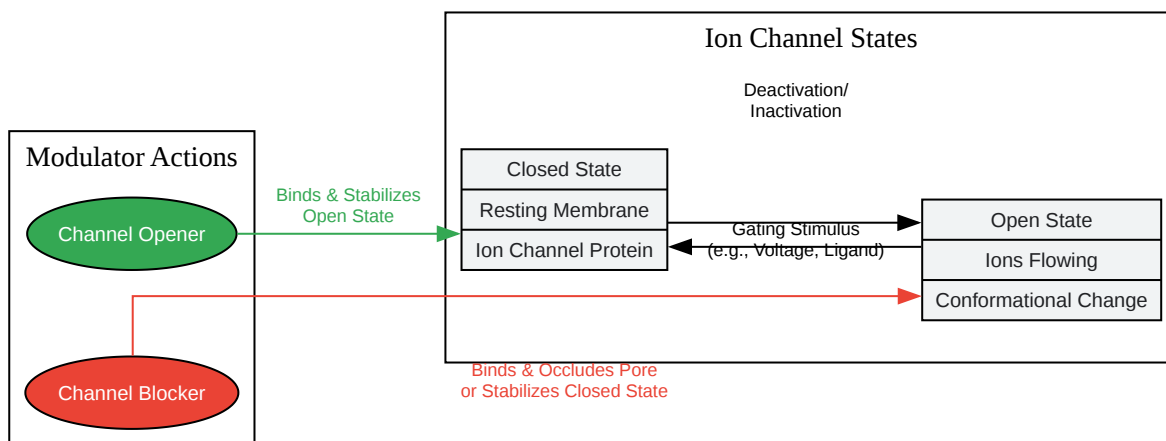 Ion Channel States
Deactivation/
Inactivation
Modulator Actions
Channel Opener
Binds & Stabilizes
Open State
Closed State
Resting Membrane
Ion Channel Protein
Gating Stimulus
(e.g., Voltage, Ligand)
Open State
Ions Flowing
Conformational Change
Channel Blocker
Binds & Occludes Pore
or Stabilizes Closed State